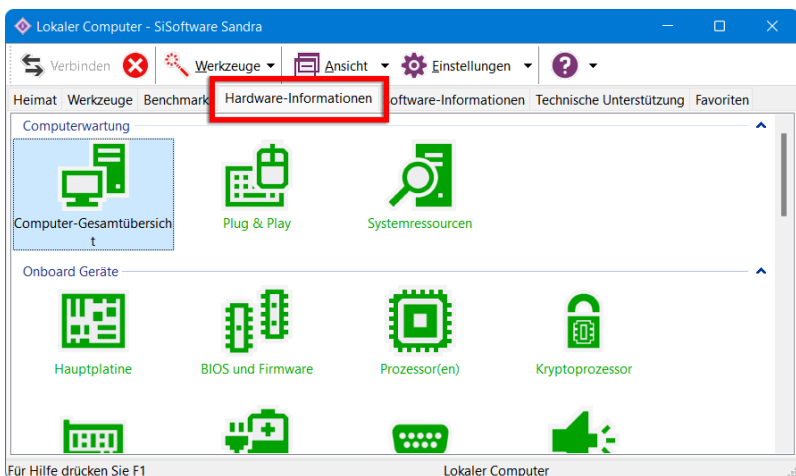 Lokaler Computer - SiSoftware Sandra
Verbinden Werkzeuge Ansicht Einstellungen
Heimat Werkzeuge Benchmark Hardware-Informationen oftware-Informationen Technische Unterstützung Favoriten
Computerwartung
Computer-Gesamtübersich
t
Plug & Play
Systemressourcen
Onboard Geräte
Hauptplatine
BIOS und Firmware
Prozessor(en)
Kryptoprozessor
Für Hilfe drücken Sie F1
Lokaler Computer